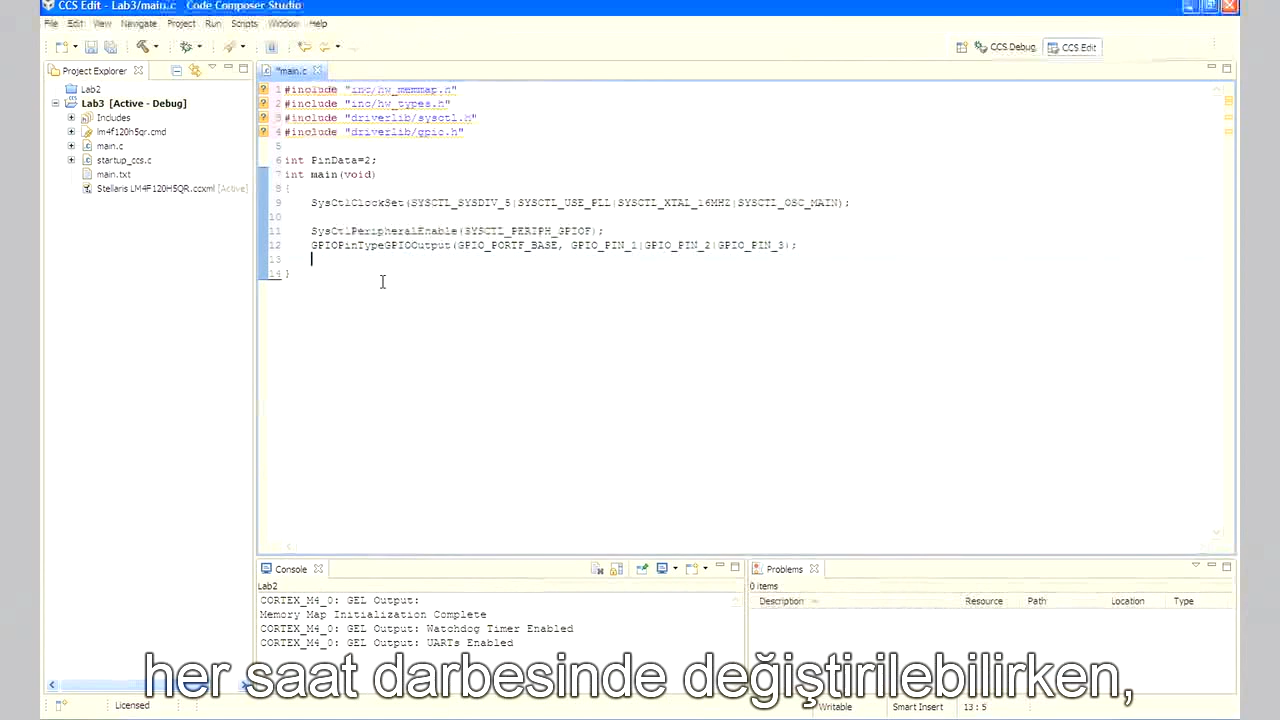 CCS Edit - Lab3/main.c - Code Composer Studio
File Edit View Navigate Project Run Scripts Window Help
CCS Debug CCS Edit
Project Explorer
*main.c
Lab2
Lab3 [Active - Debug]
Includes
lm4f120h5qr.cmd
main.c
startup_ccs.c
main.txt
Stellaris LM4F120H5QR.ccxml [Active]
1 #include "inc/hw_memmap.h"
2 #include "inc/hw_types.h"
3 #include "driverlib/sysctl.h"
4 #include "driverlib/gpio.h"
5
6 int PinData=2;
7 int main(void)
8 {
9 SysCtlClockSet(SYSCTL_SYSDIV_5|SYSCTL_USE_PLL|SYSCTL_XTAL_16MHZ|SYSCTL_OSC_MAIN);
10
11 SysCtlPeripheralEnable(SYSCTL_PERIPH_GPIOF);
12 GPIOPinTypeGPIOOutput(GPIO_PORTF_BASE, GPIO_PIN_1|GPIO_PIN_2|GPIO_PIN_3);
13
14 }
Console
Lab2
CORTEX_M4_0: GEL Output:
Memory Map Initialization Complete
CORTEX_M4_0: GEL Output: Watchdog Timer Enabled
CORTEX_M4_0: GEL Output: UARTs Enabled
Problems
0 items
Description Resource Path Location Type
her saat darbesinde değiştirilebilirken,
Licensed Writable Smart Insert 13 : 5